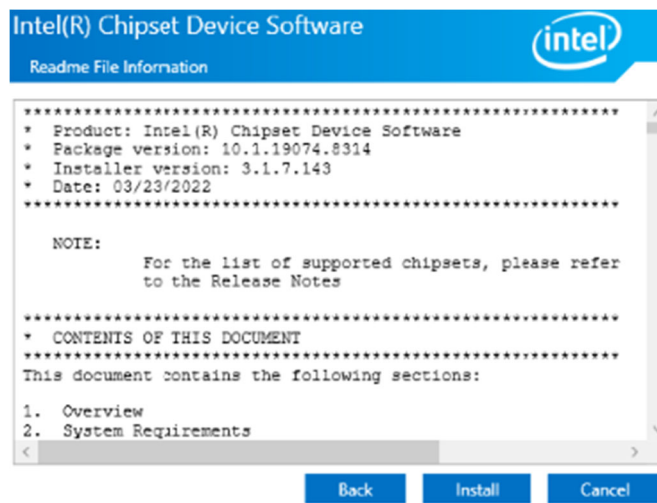 Intel(R) Chipset Device Software
intel
Readme File Information
************************************************************
* Product: Intel(R) Chipset Device Software
* Package version: 10.1.19074.8314
* Installer version: 3.1.7.143
* Date: 03/23/2022
************************************************************
NOTE:
For the list of supported chipsets, please refer
to the Release Notes
************************************************************
* CONTENTS OF THIS DOCUMENT
************************************************************
This document contains the following sections:
1. Overview
2. System Requirements
Back Install Cancel